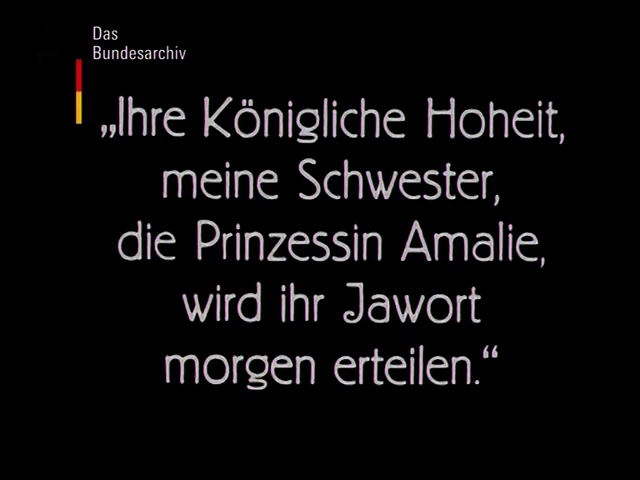 Das
Bundesarchiv
„Ihre Königliche Hoheit,
meine Schwester,
die Prinzessin Amalie,
wird ihr Jawort
morgen erteilen.“